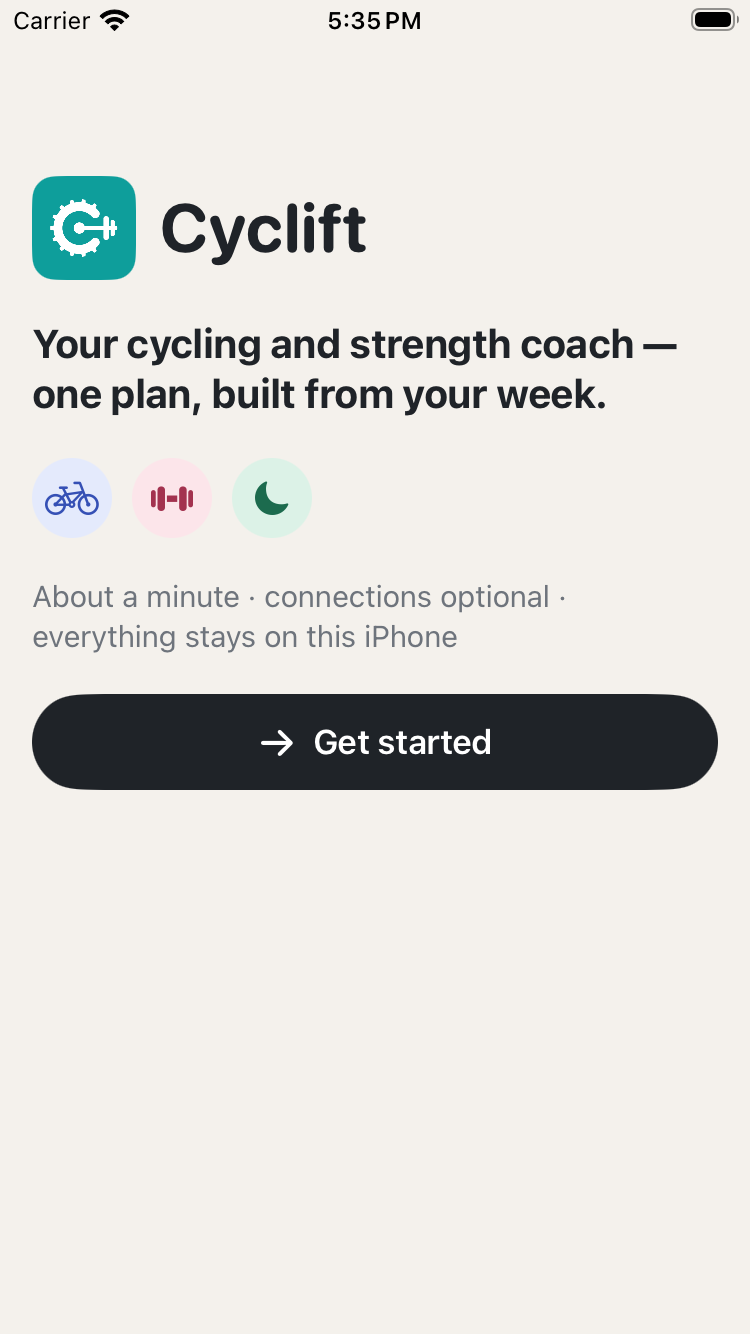 Carrier
5:35 PM
Cyclift
Your cycling and strength coach —
one plan, built from your week.
About a minute · connections optional ·
everything stays on this iPhone
→ Get started